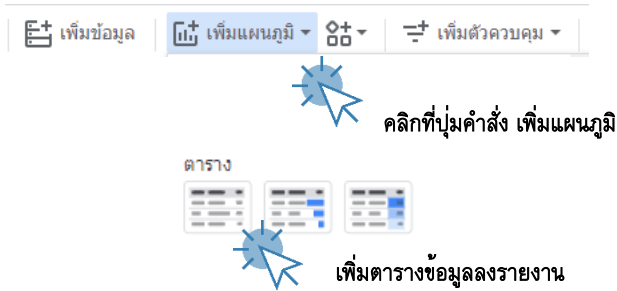 เพิ่มข้อมูล เพิ่มแผนภูมิ เพิ่มตัวควบคุม
คลิกที่ปุ่มคำสั่ง เพิ่มแผนภูมิ
ตาราง
เพิ่มตารางข้อมูลลงรายงาน